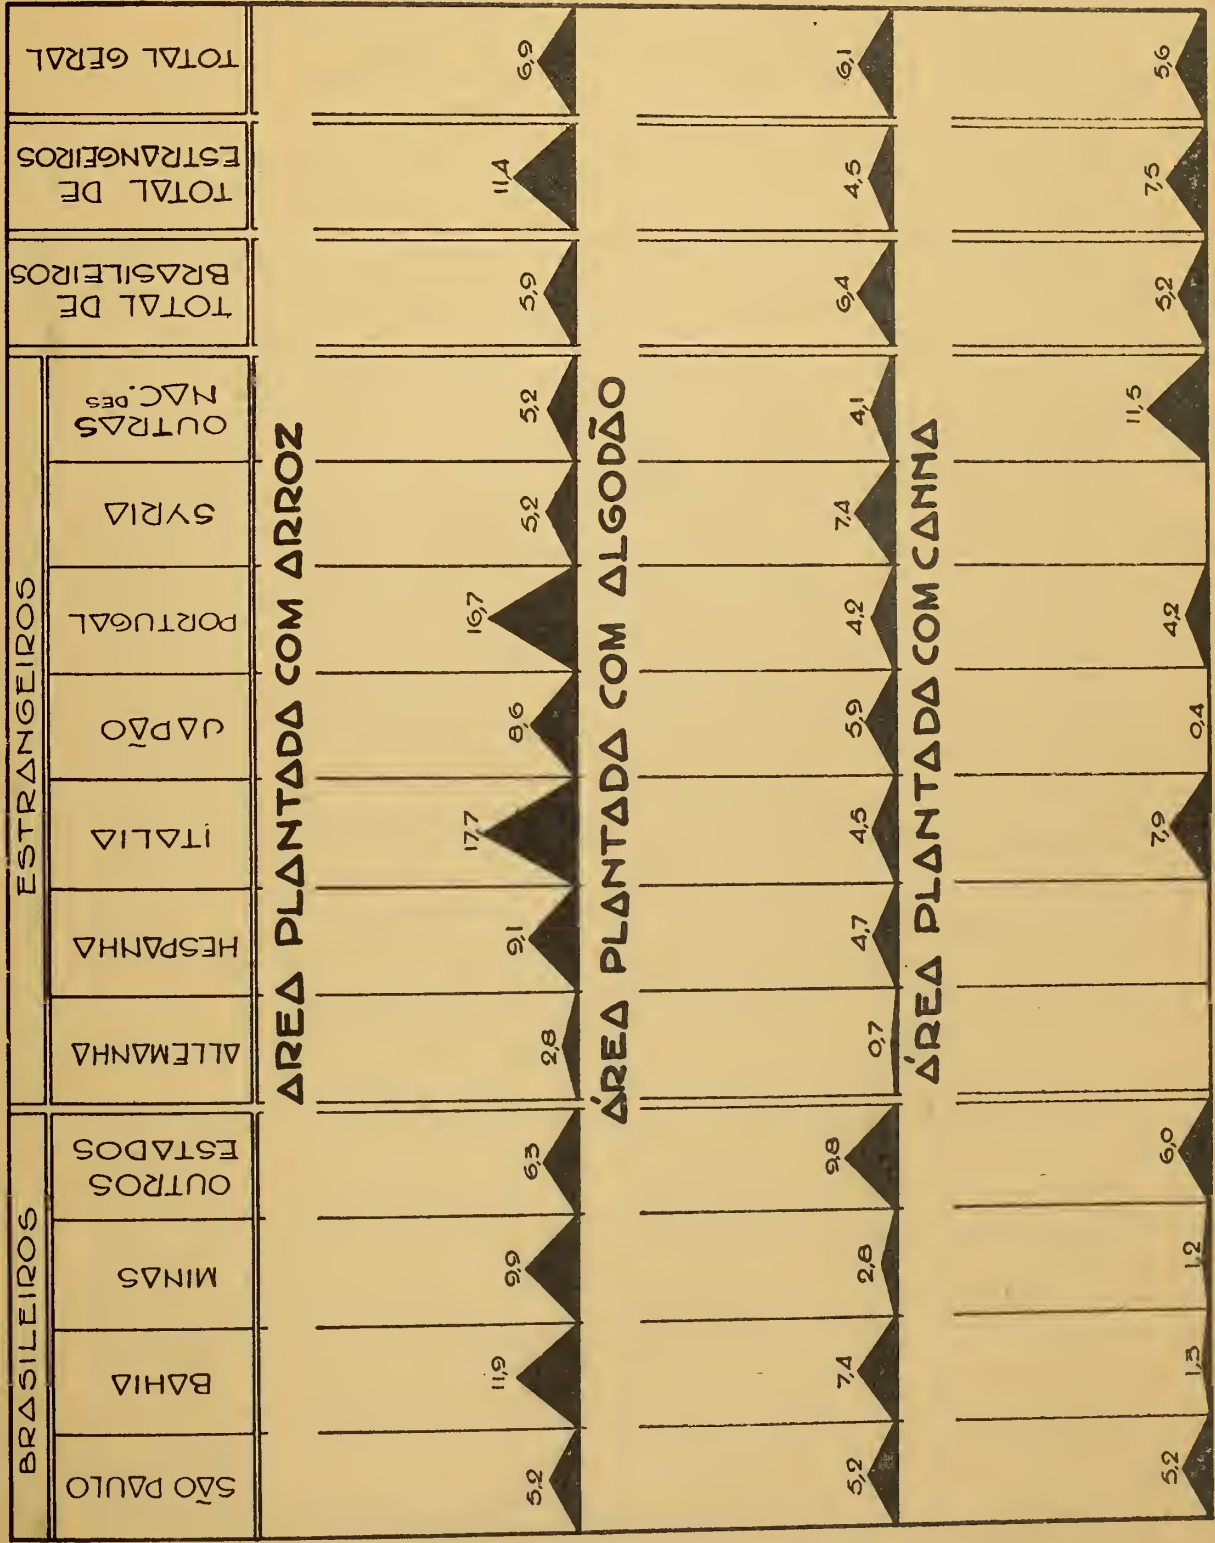 BRASILEIROS
ESTRANGEIROS
SÃO PAULO
BAHIA
MINAS
OUTROS
ESTADOS
ALLEMANHA
HESPANHA
ITALIA
JAPÃO
PORTUGAL
SYRIA
OUTRAS
NAC.DES
TOTAL DE
BRASILEIROS
TOTAL DE
ESTRANGEIROS
TOTAL GERAL
ÁREA PLANTADA COM ARROZ
5,2 11,9 9,9 6,3 2,8 9,1 17,7 8,6 16,7 5,2 5,2 5,9 11,4 6,9
ÁREA PLANTADA COM ALGODÃO
5,2 7,4 2,8 9,8 0,7 4,7 4,5 5,9 4,2 7,4 4,1 6,4 4,5 6,1
ÁREA PLANTADA COM CANNA
5,2 1,3 1,2 6,0 7,9 0,4 4,2 11,5 5,2 7,5 5,6